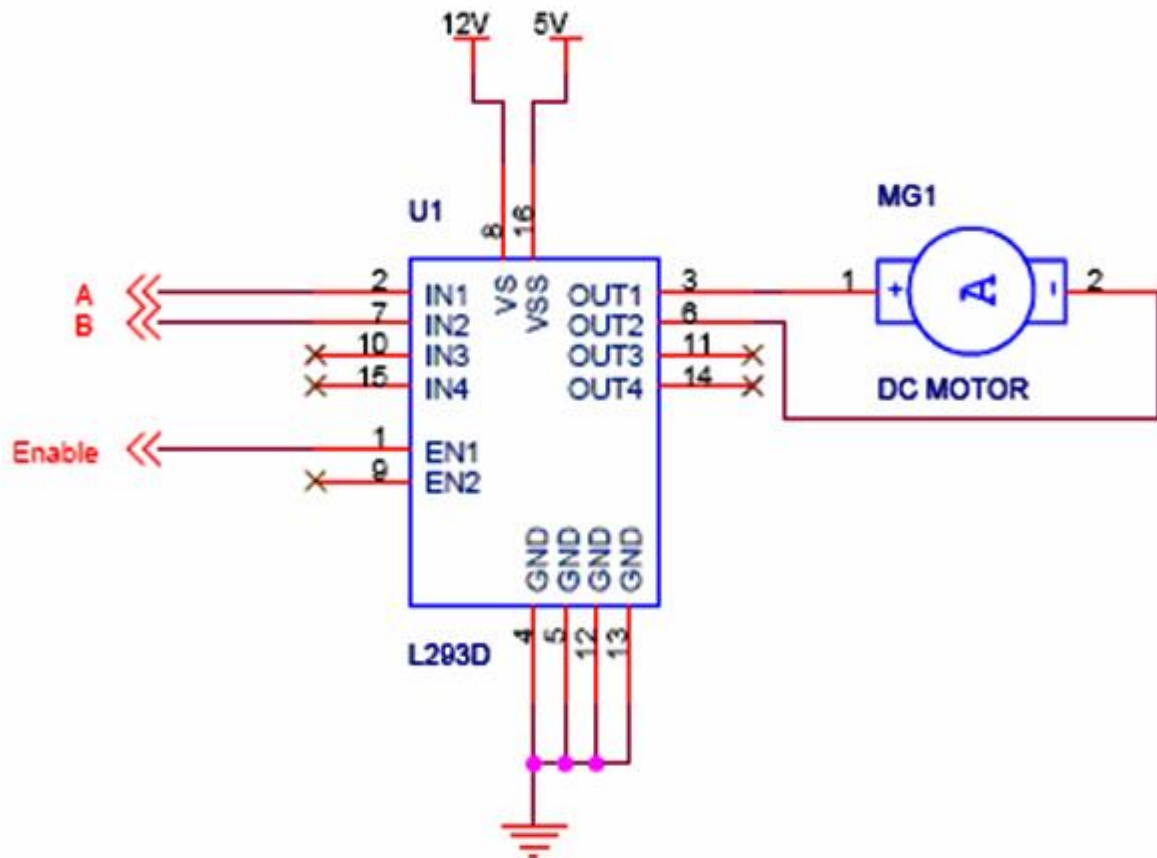 12V 5V
U1
MG1
8 16
A 2 IN1 VS VSS OUT1 3 1 + A - 2
B 7 IN2 OUT2 6
10 IN3 OUT3 11
15 IN4 OUT4 14
DC MOTOR
Enable 1 EN1
9 EN2
GND GND GND GND
4 5 12 13
L293D